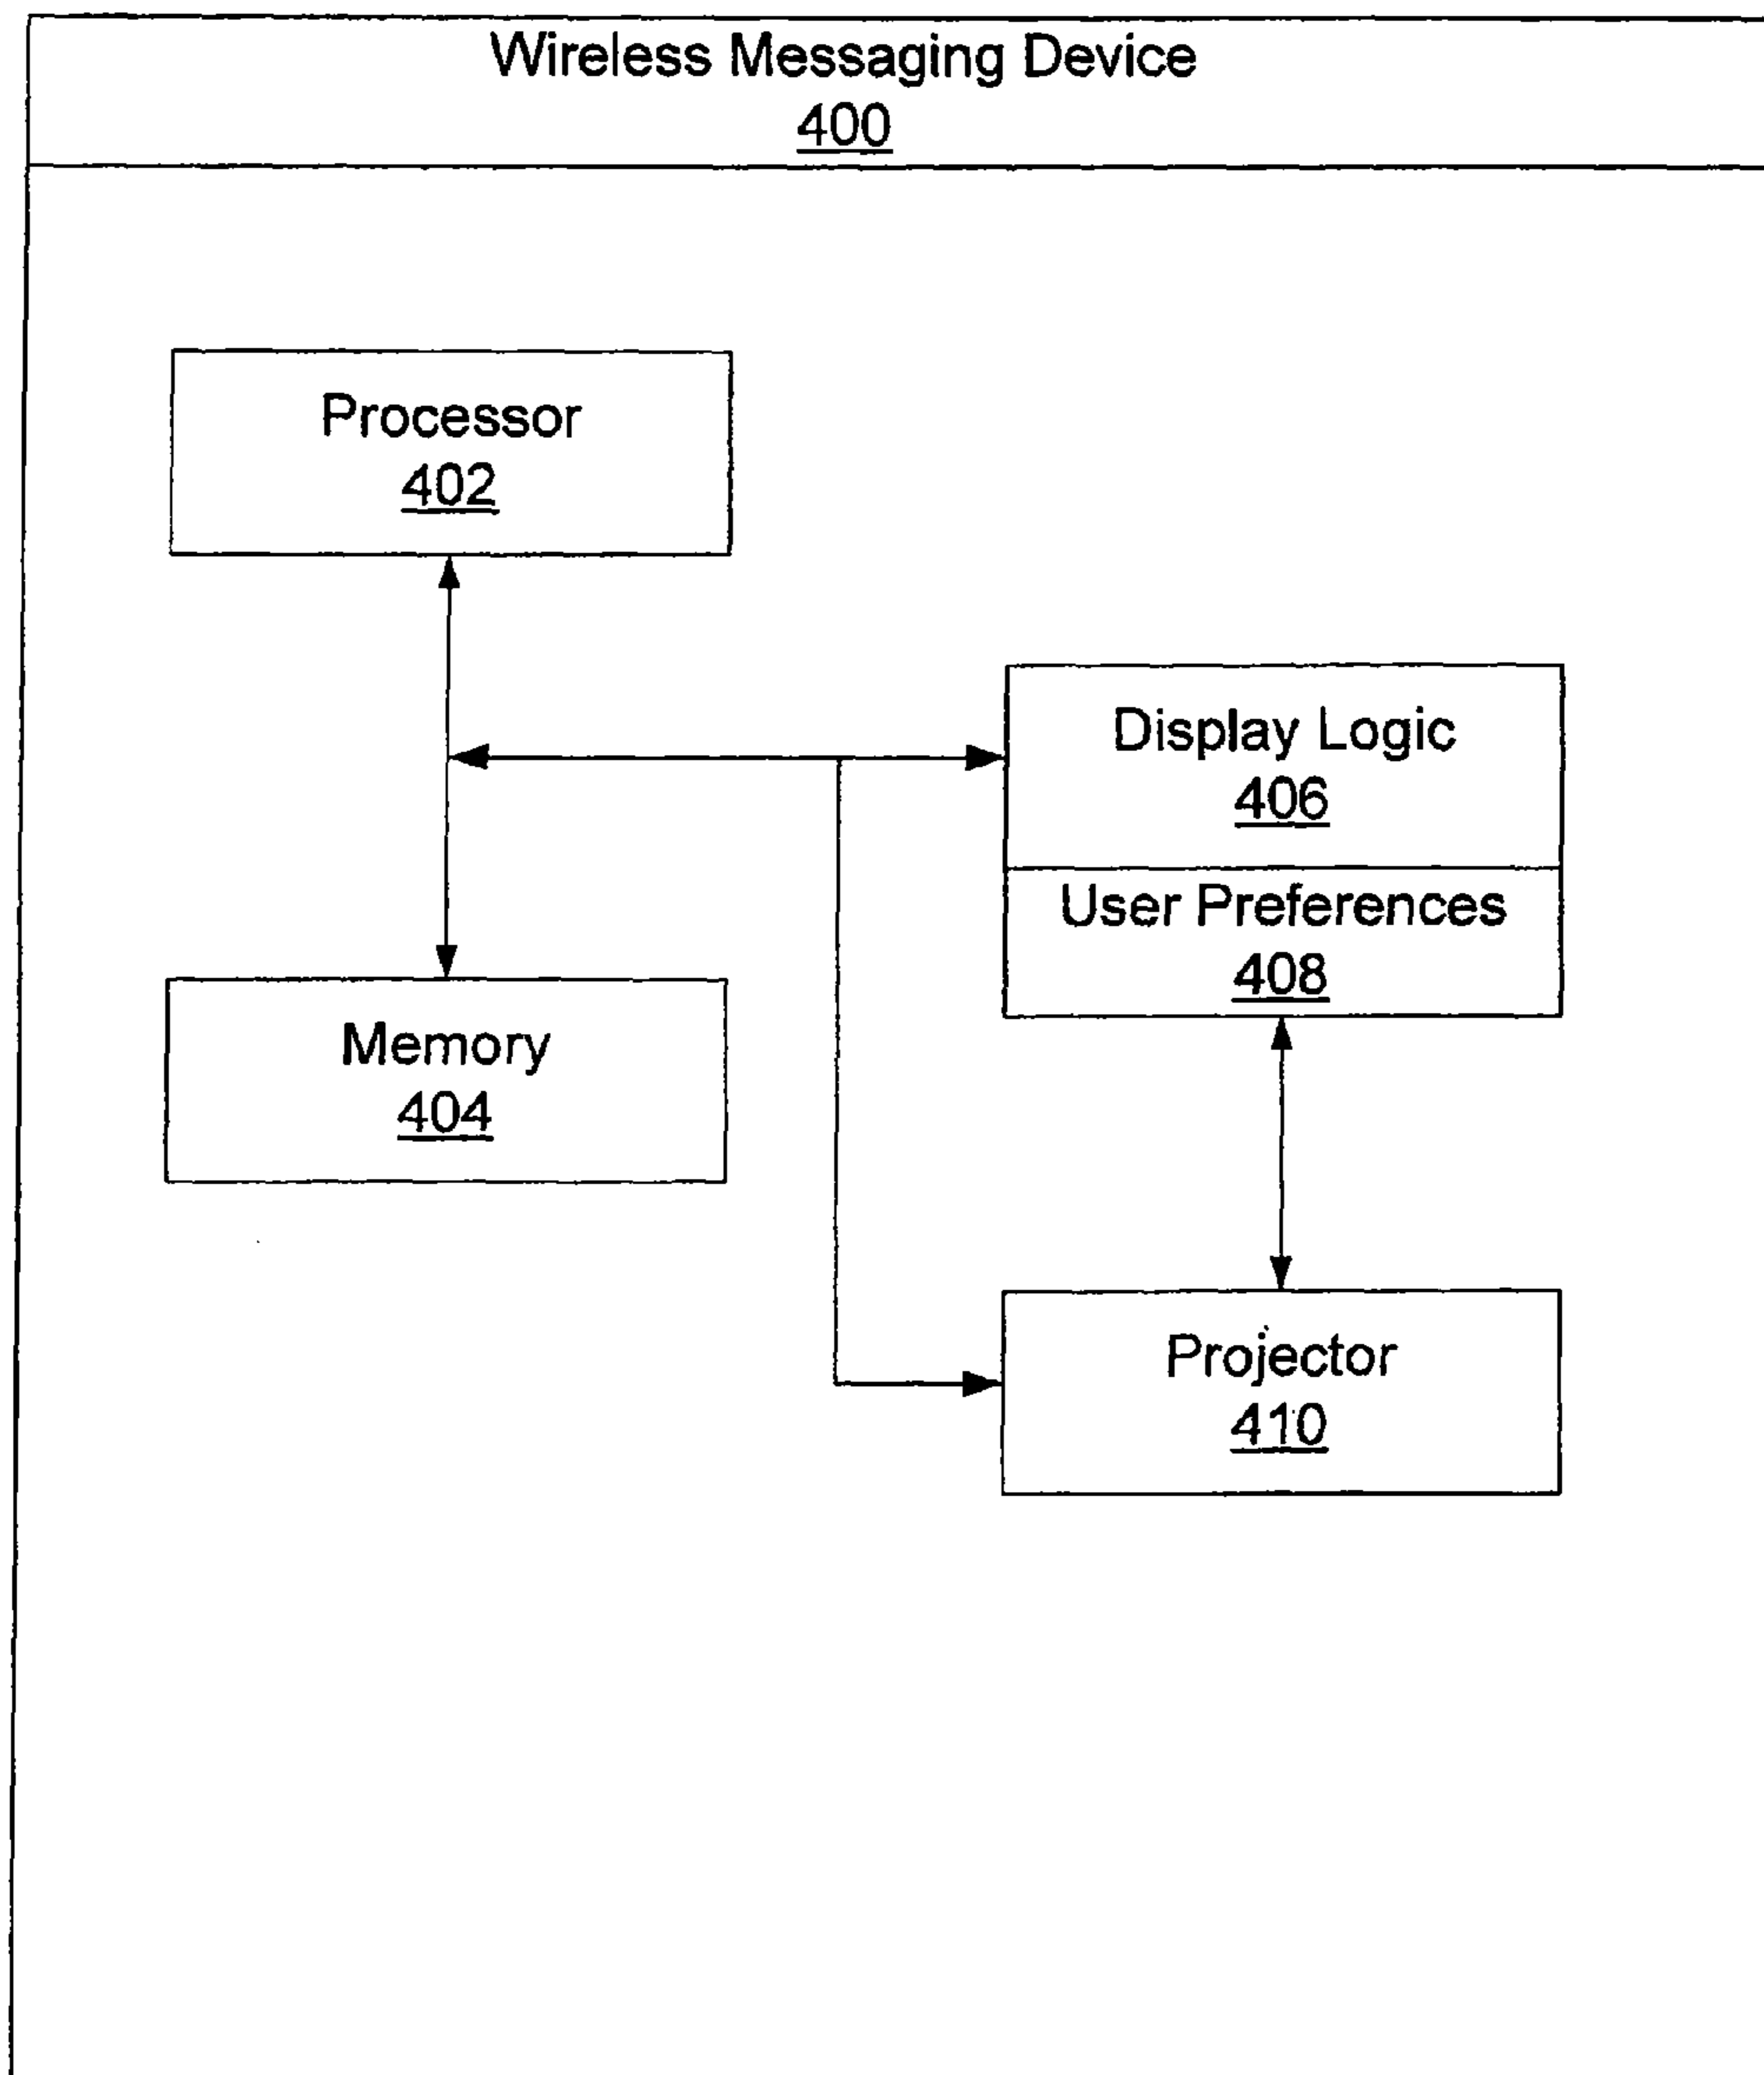 Wireless Messaging Device
400
Processor
402
Display Logic
406
User Preferences
408
Memory
404
Projector
410